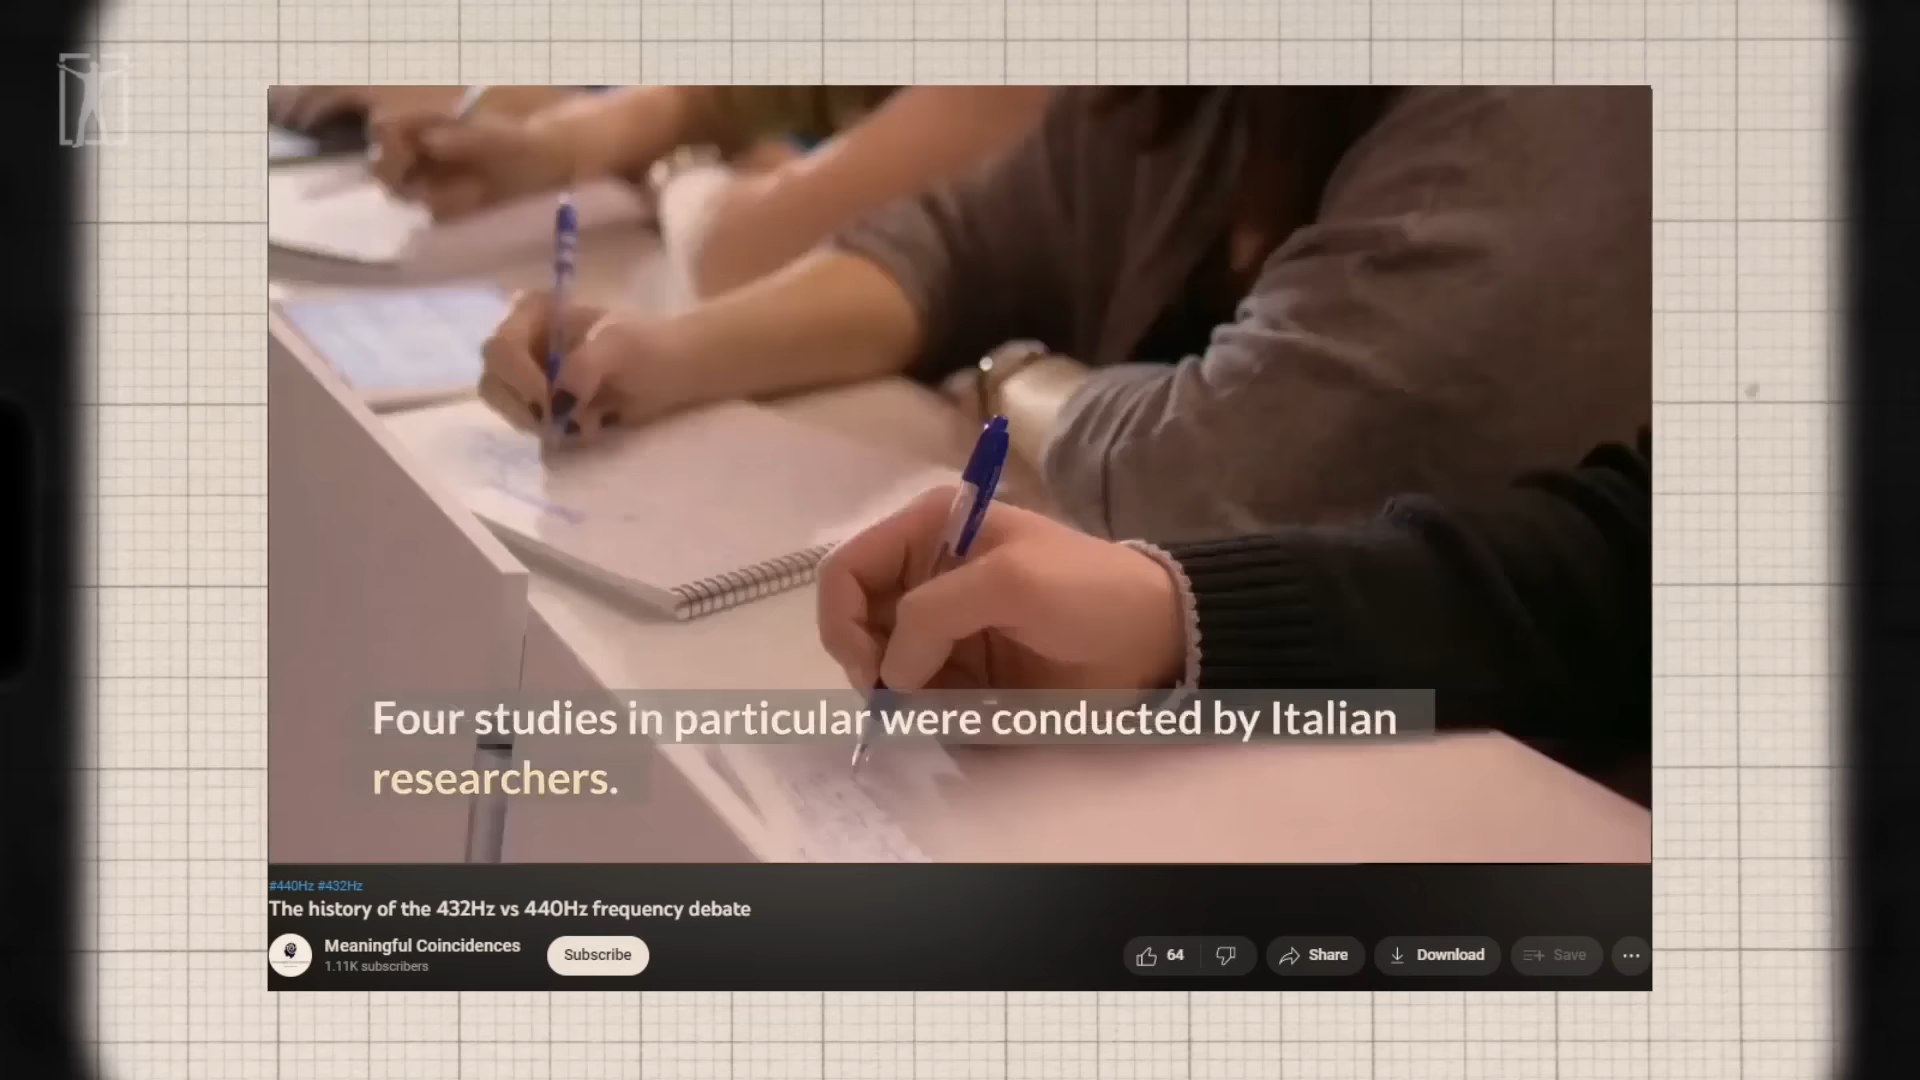 Four studies in particular were conducted by Italian
researchers.
#440Hz #432Hz
The history of the 432Hz vs 440Hz frequency debate
Meaningful Coincidences
1.11K subscribers
Subscribe
64
Share
Download
Save